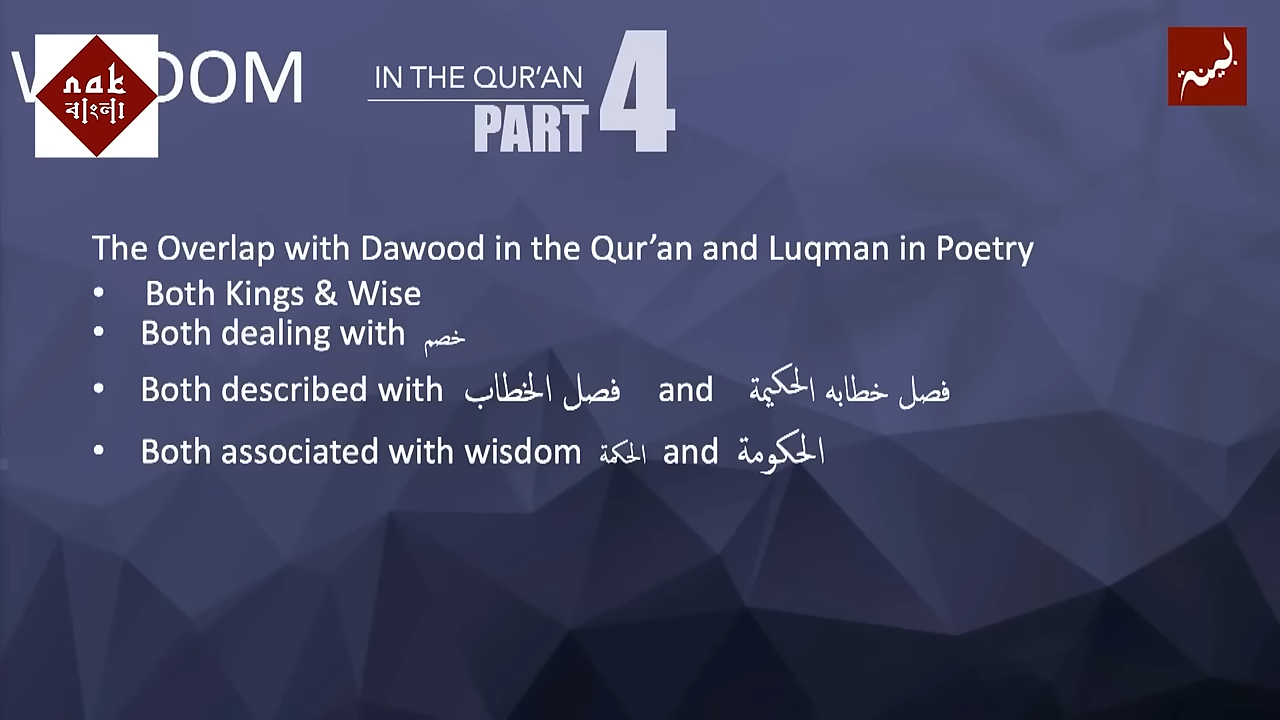 DOM
IN THE QUR’AN
PART 4
nak
বাংলা
بينة
The Overlap with Dawood in the Qur’an and Luqman in Poetry
• Both Kings & Wise
• Both dealing with خصم
• Both described with فصل الخطاب and فصل خطابه الحكيمة
• Both associated with wisdom الحكمة and الحكومة